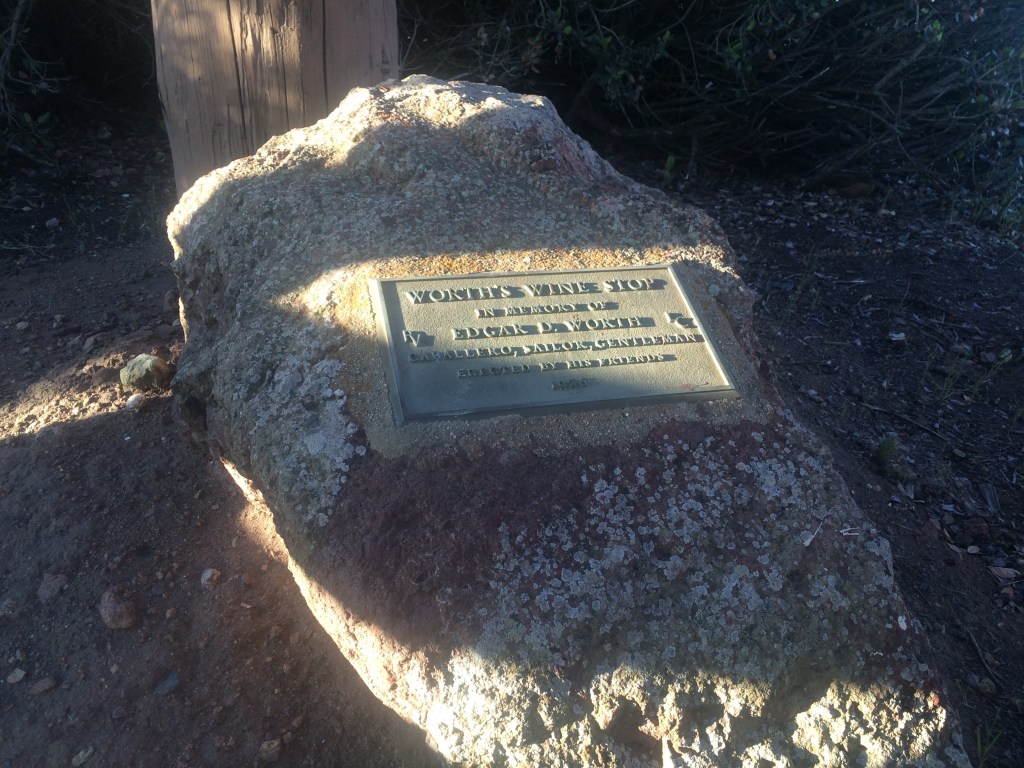 WORTH'S WINE STOP
IN MEMORY OF
EDGAR D. WORTH
CABALLERO, SAILOR, GENTLEMAN
ERECTED BY HIS FRIENDS